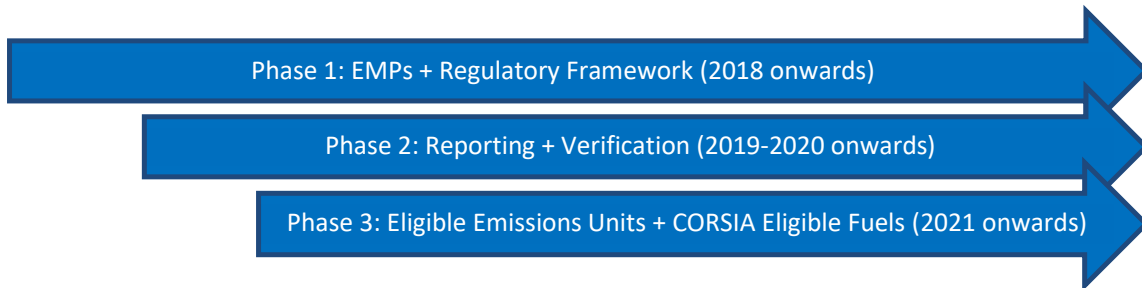 Phase 1: EMPs + Regulatory Framework (2018 onwards)
Phase 2: Reporting + Verification (2019-2020 onwards)
Phase 3: Eligible Emissions Units + CORSIA Eligible Fuels (2021 onwards)